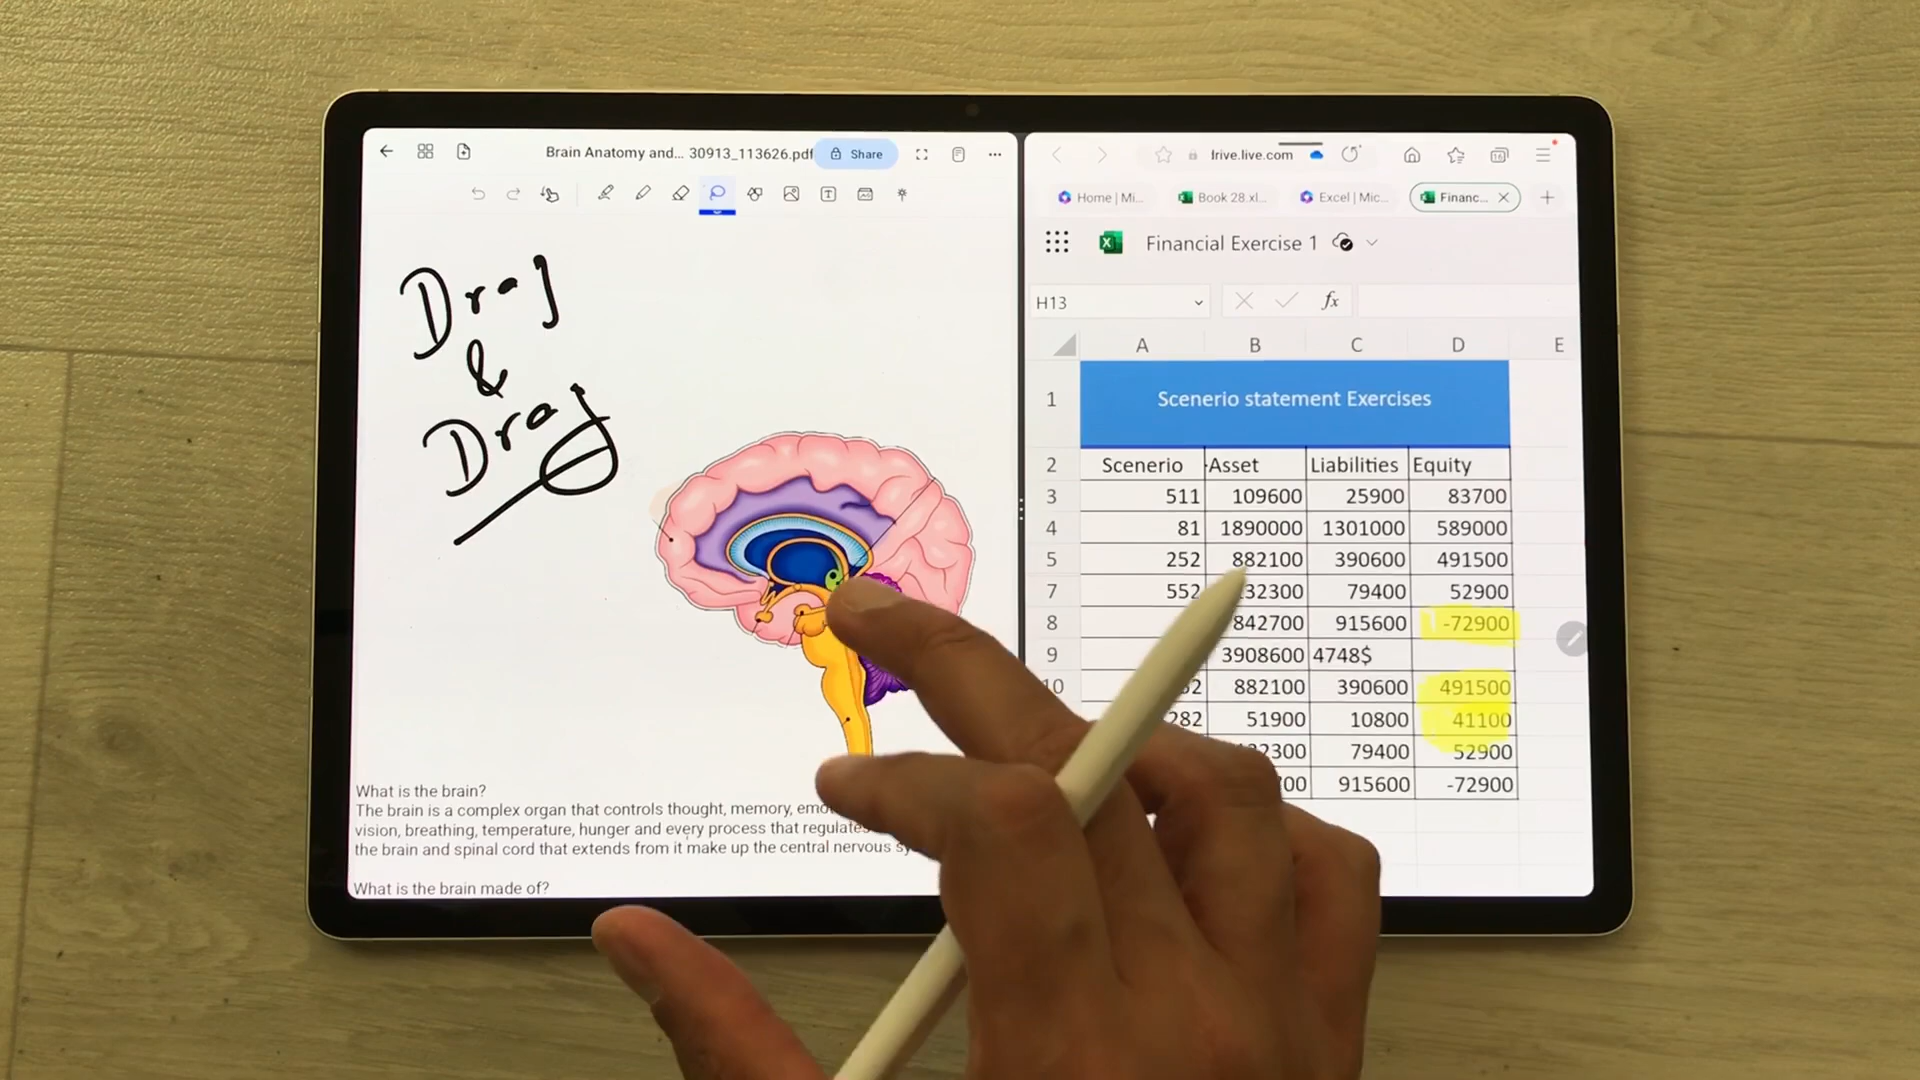 Brain Anatomy and... 30913_113626.pdf
Share
Drag
&
Drag
What is the brain?
The brain is a complex organ that controls thought, memory,
vision, breathing, temperature, hunger and every process that regulates
the brain and spinal cord that extends from it make up the central nervous
What is the brain made of?
lrive.live.com
16
Home | Mi...
Book 28.xl...
Excel | Mic...
Financ...
Financial Exercise 1
H13
fx
A B C D E
1 Scenerio statement Exercises
2 Scenerio Asset Liabilities Equity
3 511 109600 25900 83700
4 81 1890000 1301000 589000
5 252 882100 390600 491500
7 552 79400 52900
8 842700 915600 -72900
9 3908600 4748$
10 882100 390600 491500
282 51900 10800 41100
79400 52900
915600 -72900